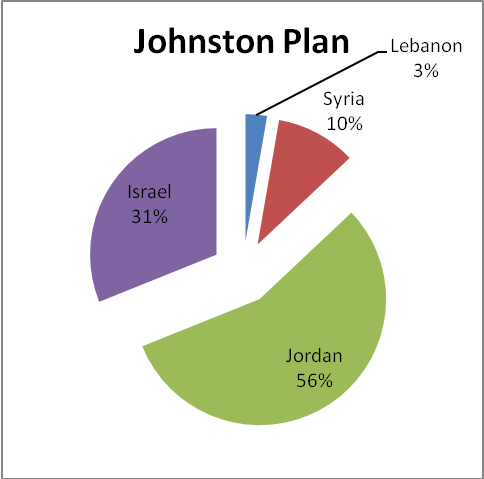 Johnston Plan
Lebanon
3%
Syria
10%
Israel
31%
Jordan
56%